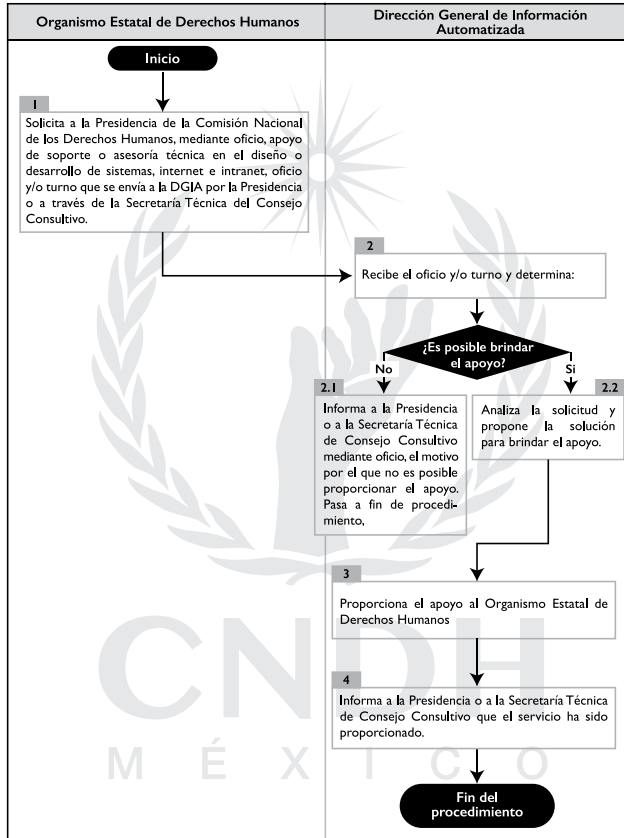 Organismo Estatal de Derechos Humanos
Dirección General de Información
Automatizada
Inicio
1
Solicita a la Presidencia de la Comisión Nacional
de los Derechos Humanos, mediante oficio, apoyo
de soporte o asesoría técnica en el diseño o
desarrollo de sistemas, internet e intranet, oficio
y/o turno que se envía a la DGIA por la Presidencia
o a través de la Secretaría Técnica del Consejo
Consultivo.
2
Recibe el oficio y/o turno y determina:
¿Es posible brindar
el apoyo?
No
Si
2.1
Informa a la Presidencia
o a la Secretaría Técnica
de Consejo Consultivo
mediante oficio, el motivo
por el que no es posible
proporcionar el apoyo.
Pasa a fin de procedi-
miento,
2.2
Analiza la solicitud y
propone la solución
para brindar el apoyo.
3
Proporciona el apoyo al Organismo Estatal de
Derechos Humanos
4
Informa a la Presidencia o a la Secretaría Técnica
de Consejo Consultivo que el servicio ha sido
proporcionado.
Fin del
procedimiento
CNDH
MÉXICO